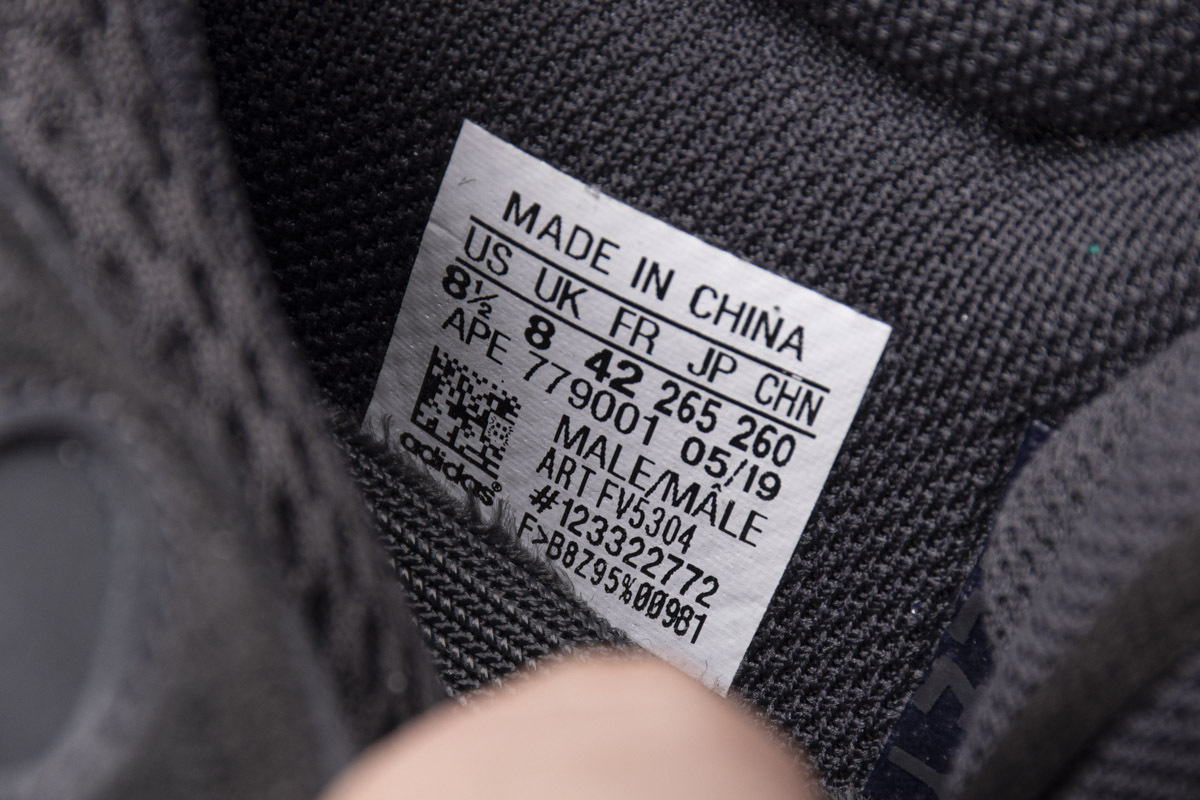 MADE IN CHINA
US UK FR JP CHN
8½ 8 42 265 260
APE 779001 05/19
MALE/MÂLE
ART FV5304
#123322772
F>B8Z95%00981
adidas®